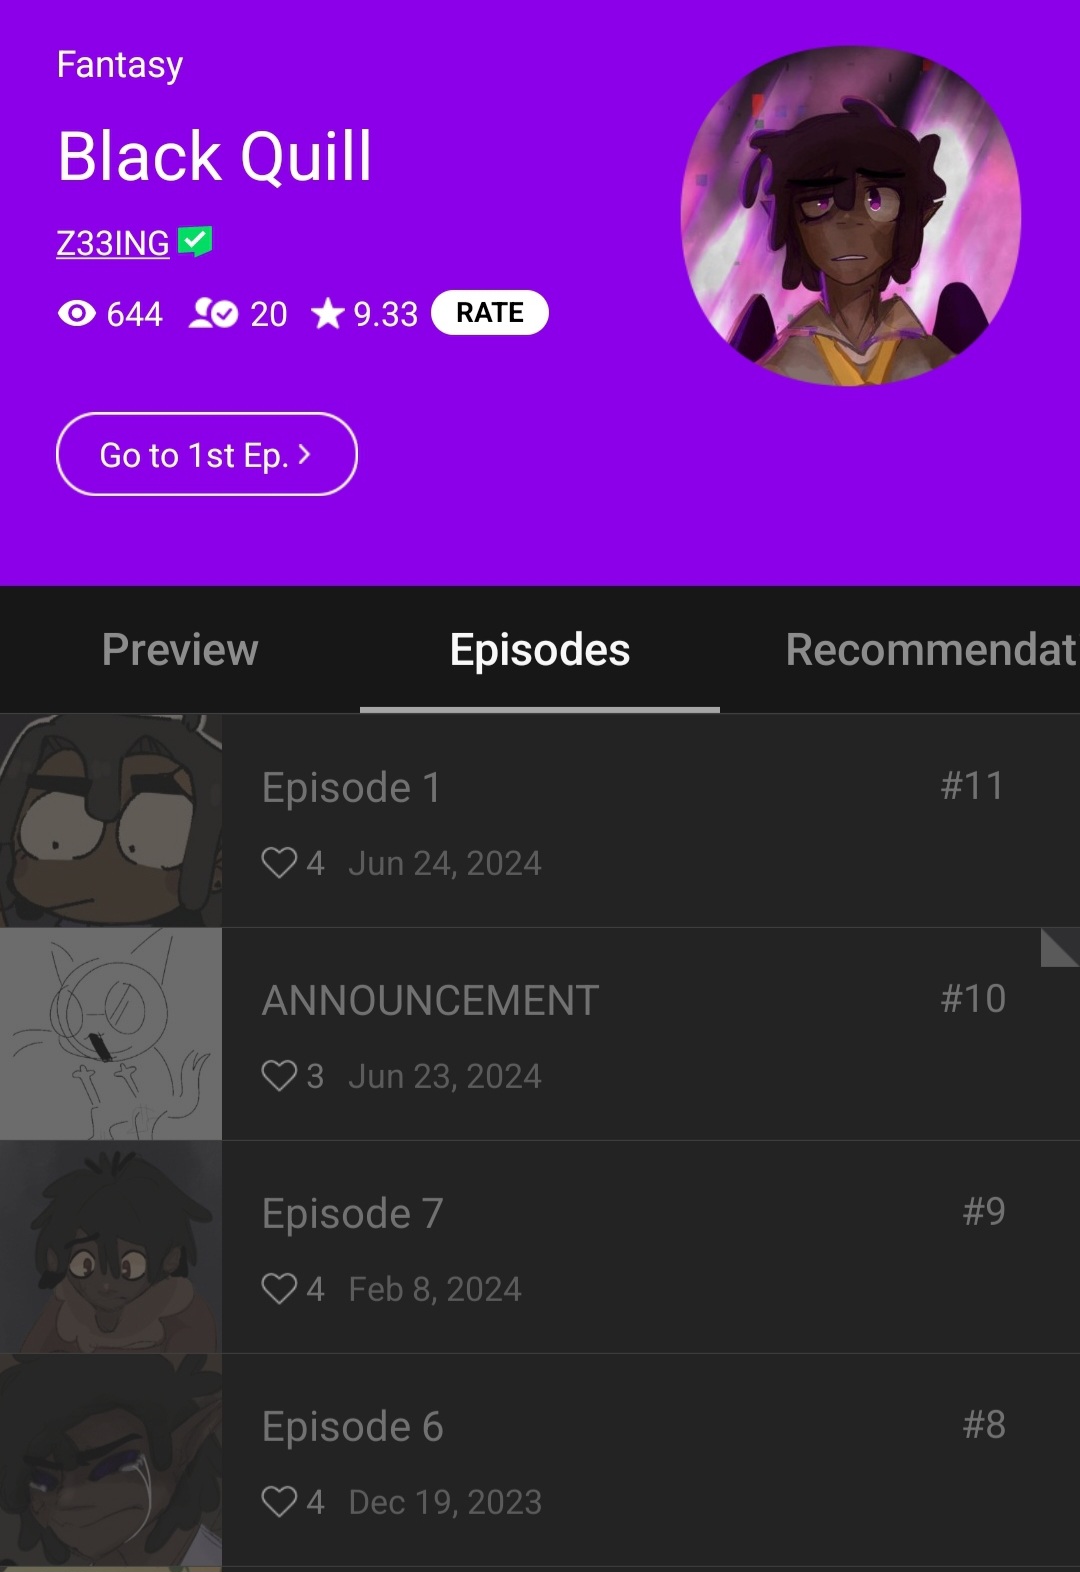 Fantasy
Black Quill
Z33ING
644 20 9.33 RATE
Go to 1st Ep. >
Preview Episodes Recommendat
Episode 1 #11
4 Jun 24, 2024
ANNOUNCEMENT #10
3 Jun 23, 2024
Episode 7 #9
4 Feb 8, 2024
Episode 6 #8
4 Dec 19, 2023